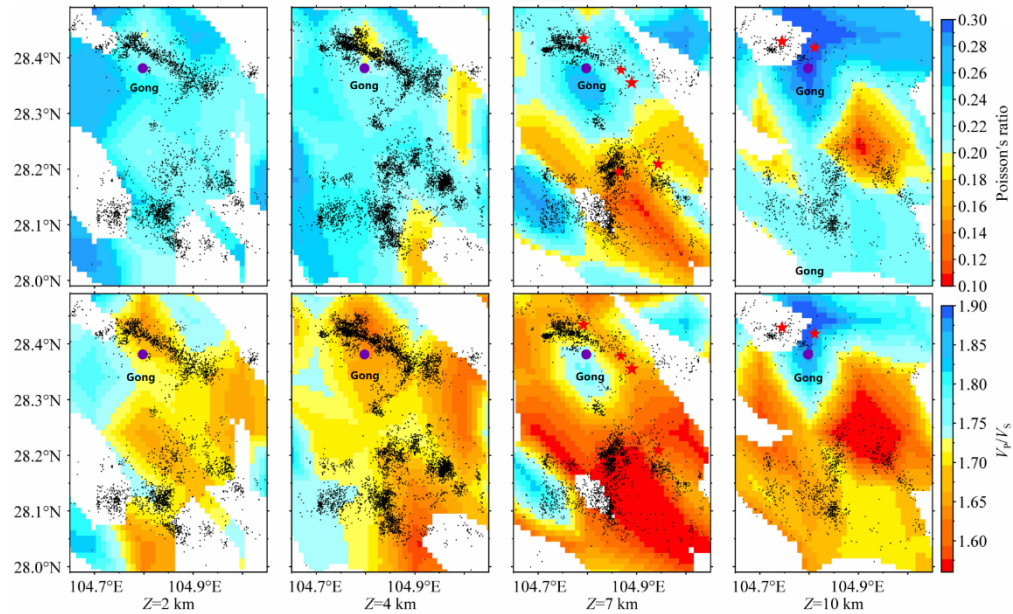 28.4°N
28.3°N
28.2°N
28.1°N
28.0°N
Gong
Gong
Gong
Gong
Gong
0.30
0.28
0.26
0.24
0.22
0.20
0.18
0.16
0.14
0.12
0.10
Poisson's ratio
28.4°N
28.3°N
28.2°N
28.1°N
28.0°N
Gong
Gong
Gong
Gong
1.90
1.85
1.80
1.75
1.70
1.65
1.60
VP/VS
104.7°E 104.9°E
104.7°E 104.9°E
104.7°E 104.9°E
104.7°E 104.9°E
Z=2 km
Z=4 km
Z=7 km
Z=10 km